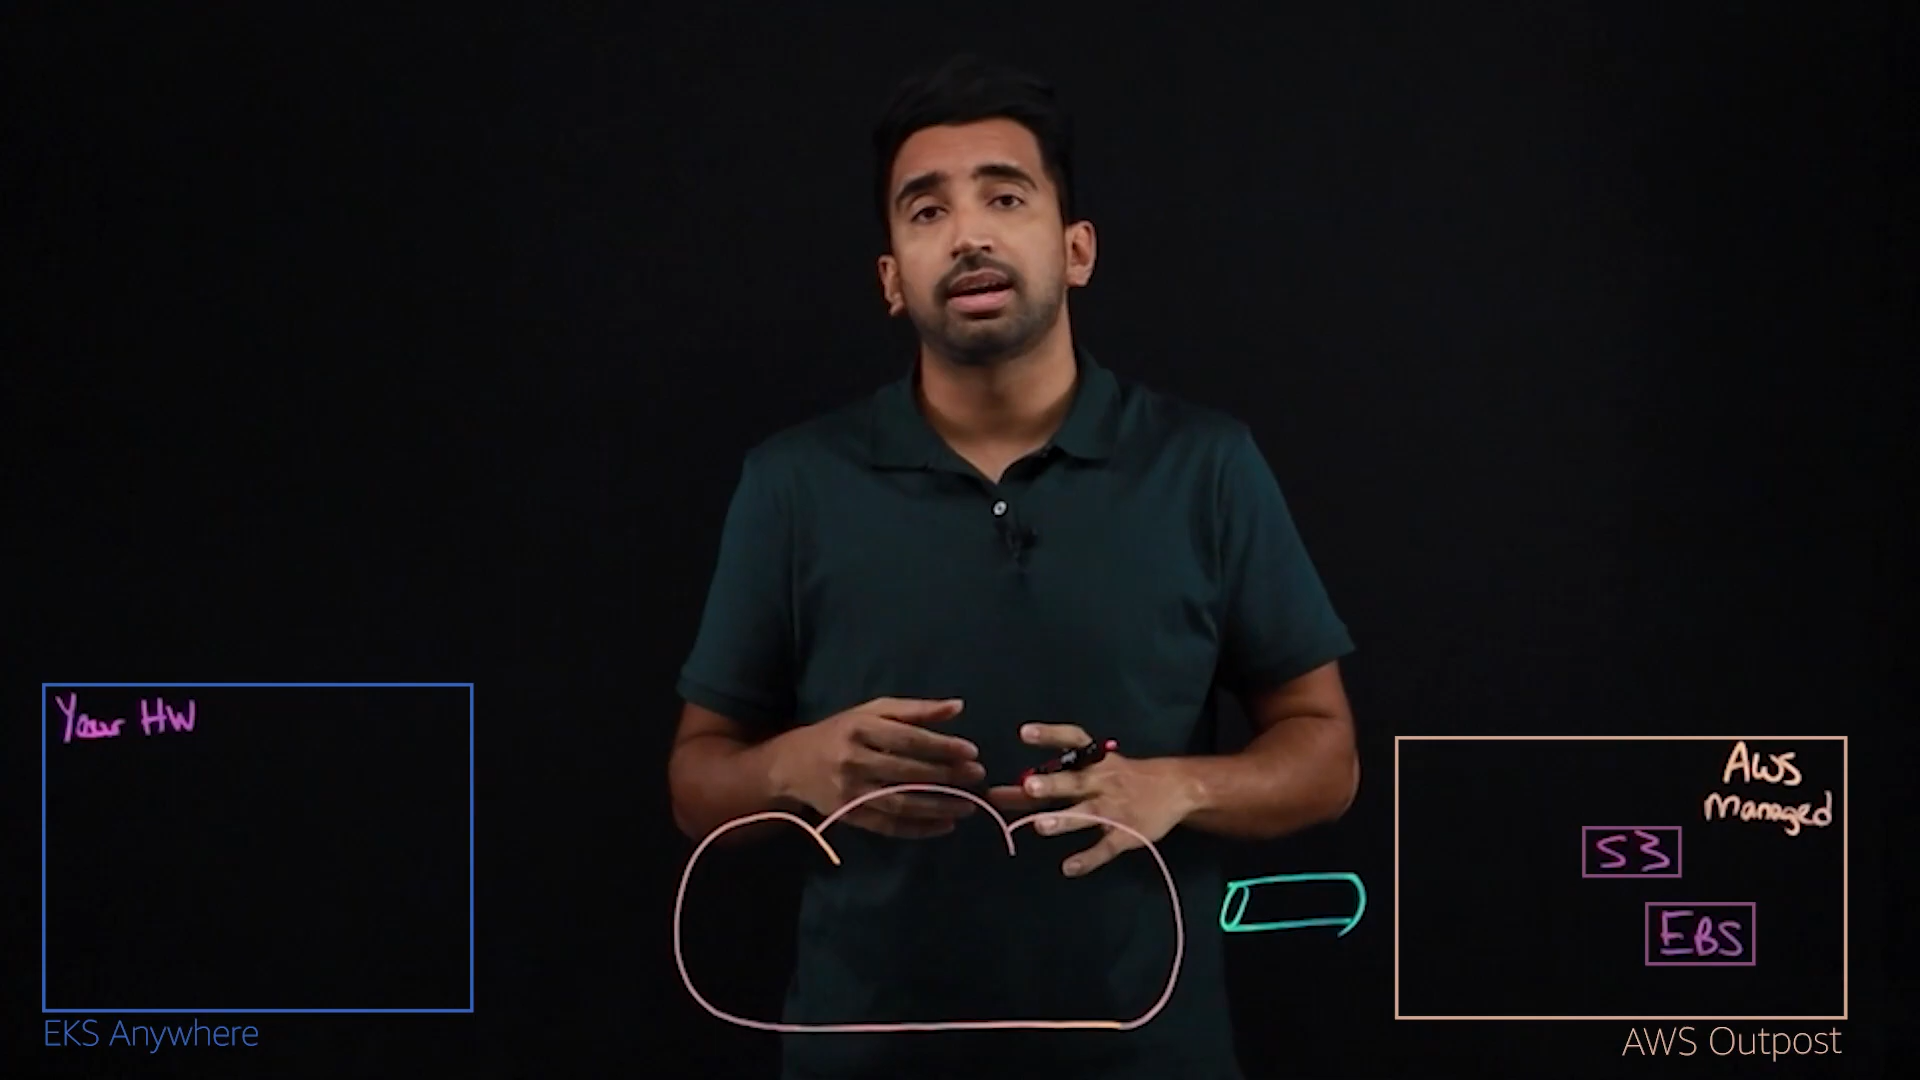 Your HW
EKS Anywhere
AWS
Managed
S3
EBS
AWS Outpost